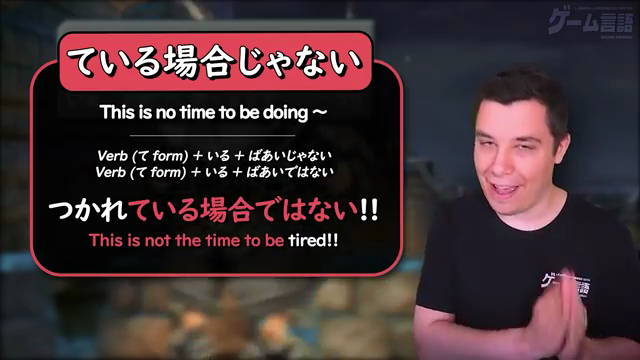 ている場合じゃない
This is no time to be doing ～
Verb (て form) + いる + ばあいじゃない
Verb (て form) + いる + ばあいではない
つかれている場合ではない!!
This is not the time to be tired!!
ゲーム言語
ゲーム言語